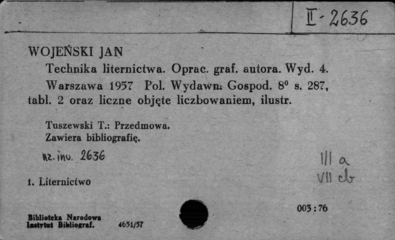 II-2636
WOJEŃSKI JAN
Technika liternictwa. Oprac. graf. autora. Wyd. 4.
Warszawa 1957 Pol. Wydawn. Gospod. 8° s. 287,
tabl. 2 oraz liczne objęte liczbowaniem, ilustr.
Tuszewski T.: Przedmowa.
Zawiera bibliografię.
nr. inw. 2636
III a
VII cb
1. Liternictwo
003:76
Biblioteka Narodowa
Instytut Bibliograf. 4651/57